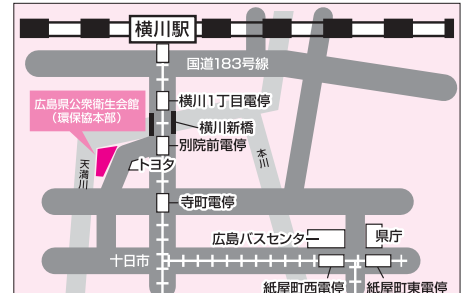 横川駅
国道183号線
広島県公衆衛生会館
(環保協本部)
横川1丁目電停
横川新橋
別院前電停
トヨタ
天満川
本川
寺町電停
広島バスセンター
県庁
十日市
紙屋町西電停
紙屋町東電停